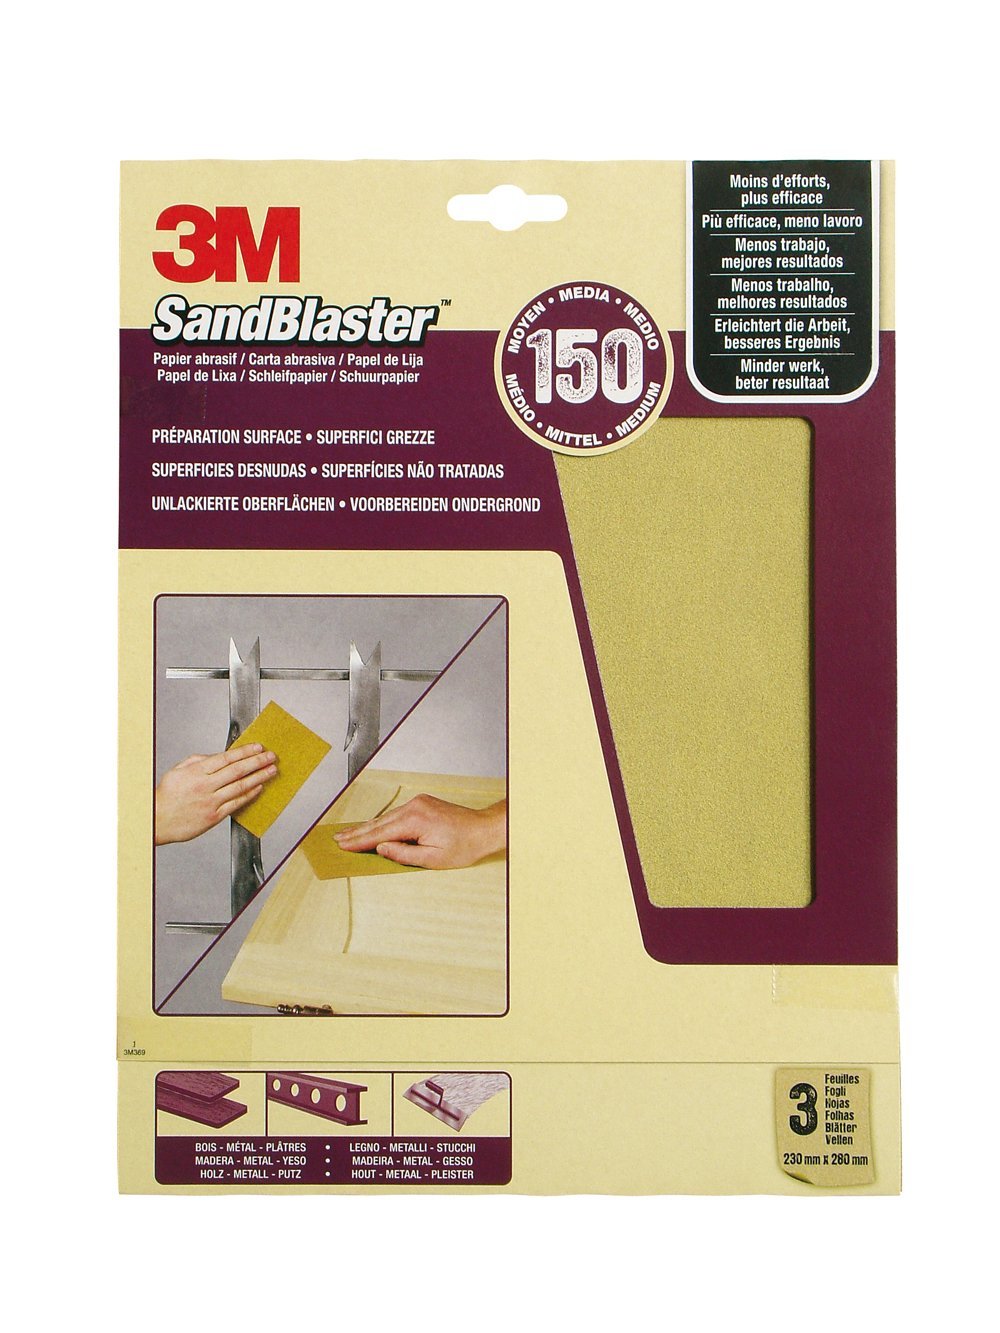 3M
SandBlaster™
Papier abrasif / Carta abrasiva / Papel de Lija
Papel de Lixa / Schleifpapier / Schuurpapier
PRÉPARATION SURFACE • SUPERFICI GREZZE
SUPERFICIES DESNUDAS • SUPERFÍCIES NÃO TRATADAS
UNLACKIERTE OBERFLÄCHEN • VOORBEREIDEN ONDERGROND
MOYEN • MEDIA • MEDIO
150
MÉDIO • MITTEL • MEDIUM
Moins d'efforts,
plus efficace
Più efficace, meno lavoro
Menos trabajo,
mejores resultados
Menos trabalho,
melhores resultados
Erleichtert die Arbeit,
besseres Ergebnis
Minder werk,
beter resultaat
3M369
BOIS - MÉTAL - PLÂTRES • LEGNO - METALLI - STUCCHI
MADERA - METAL - YESO • MADEIRA - METAL - GESSO
HOLZ - METALL - PUTZ • HOUT - METAAL - PLEISTER
3
Feuilles
Fogli
Hojas
Folhas
Blätter
Vellen
230 mm x 280 mm